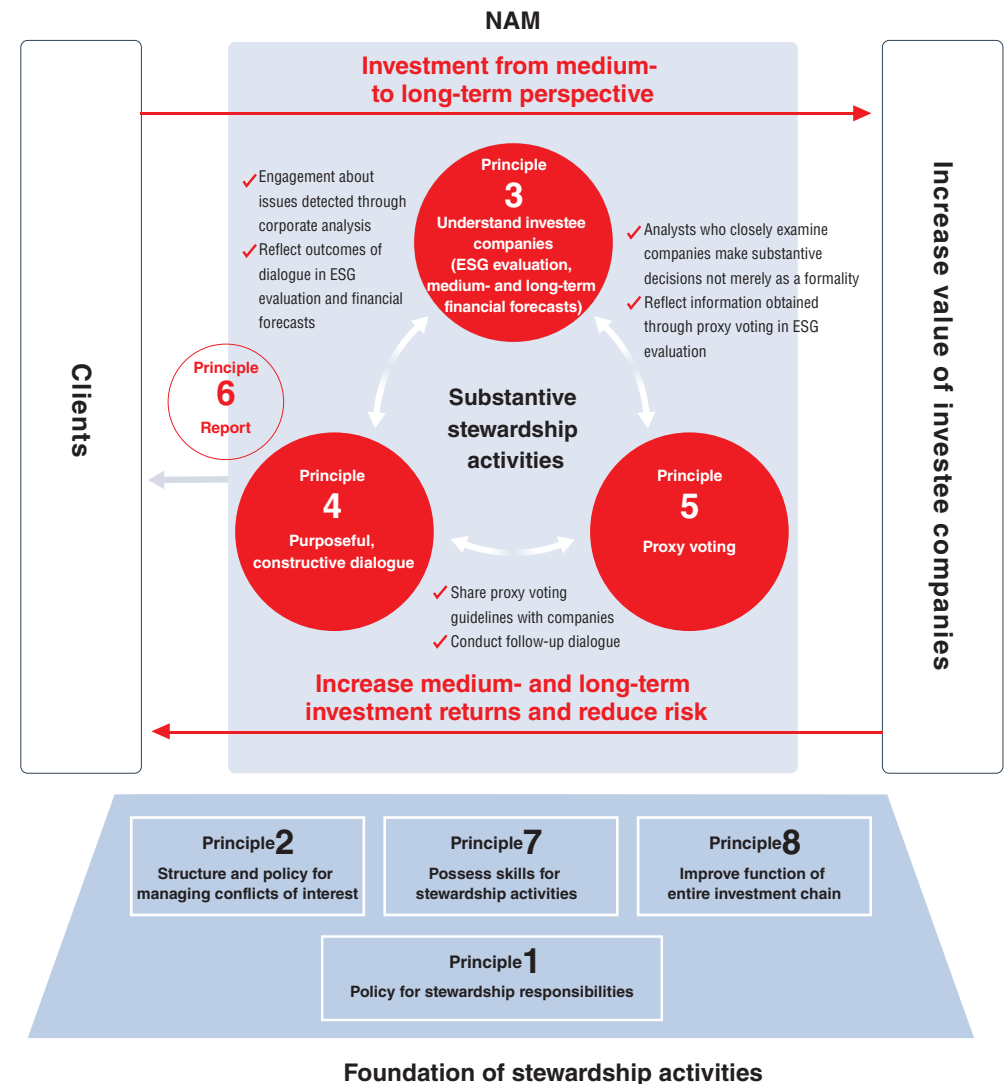 NAM
Investment from medium-
to long-term perspective
Clients
Increase value of investee companies
Principle
3
Understand investee
companies
(ESG evaluation,
medium- and long-term
financial forecasts)
Engagement about
issues detected through
corporate analysis
Reflect outcomes of
dialogue in ESG
evaluation and financial
forecasts
Analysts who closely examine
companies make substantive
decisions not merely as a formality
Reflect information obtained
through proxy voting in ESG
evaluation
Principle
6
Report
Substantive
stewardship
activities
Principle
4
Purposeful,
constructive dialogue
Principle
5
Proxy voting
Share proxy voting
guidelines with companies
Conduct follow-up dialogue
Increase medium- and long-term
investment returns and reduce risk
Principle 2
Structure and policy for
managing conflicts of interest
Principle 7
Possess skills for
stewardship activities
Principle 8
Improve function of
entire investment chain
Principle 1
Policy for stewardship responsibilities
Foundation of stewardship activities